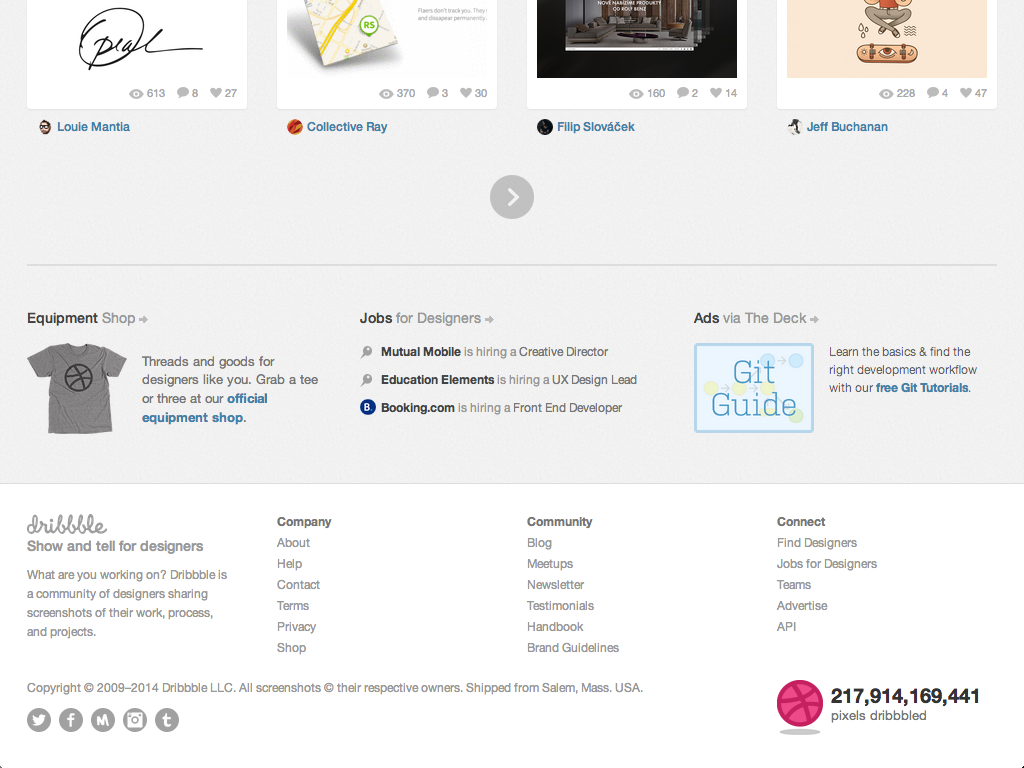 RS
Flaers don't track you. They
and dissapear permanently.
NOVĚ NABÍZÍME PRODUKTY
OD ROLF BENZ
613 8 27
370 3 30
160 2 14
228 4 47
Louie Mantia
Collective Ray
Filip Slováček
Jeff Buchanan
Equipment Shop
Threads and goods for
designers like you. Grab a tee
or three at our official
equipment shop.
Jobs for Designers
Mutual Mobile is hiring a Creative Director
Education Elements is hiring a UX Design Lead
B. Booking.com is hiring a Front End Developer
Ads via The Deck
Git
Guide
Learn the basics & find the
right development workflow
with our free Git Tutorials.
dribbble
Show and tell for designers
What are you working on? Dribbble is
a community of designers sharing
screenshots of their work, process,
and projects.
Company
About
Help
Contact
Terms
Privacy
Shop
Community
Blog
Meetups
Newsletter
Testimonials
Handbook
Brand Guidelines
Connect
Find Designers
Jobs for Designers
Teams
Advertise
API
Copyright © 2009–2014 Dribbble LLC. All screenshots © their respective owners. Shipped from Salem, Mass. USA.
217,914,169,441
pixels dribbbled